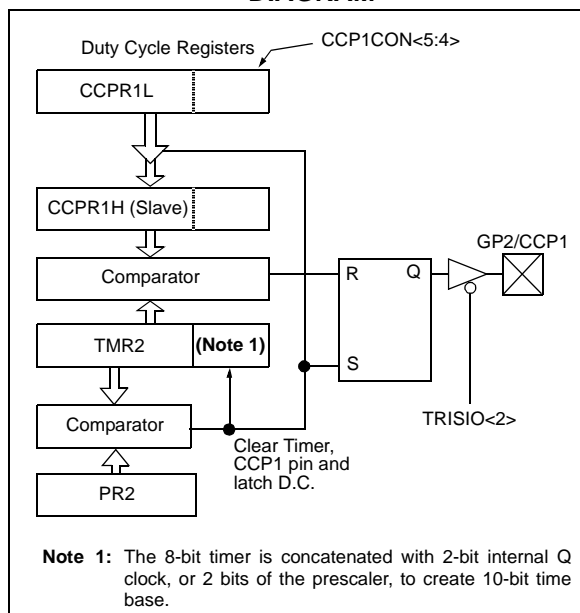 DIAGRAM
Duty Cycle Registers
CCP1CON<5:4>
CCPR1L
CCPR1H (Slave)
Comparator
TMR2
(Note 1)
Comparator
PR2
Clear Timer,
CCP1 pin and
latch D.C.
R
Q
S
GP2/CCP1
TRISIO<2>
Note 1: The 8-bit timer is concatenated with 2-bit internal Q
clock, or 2 bits of the prescaler, to create 10-bit time
base.